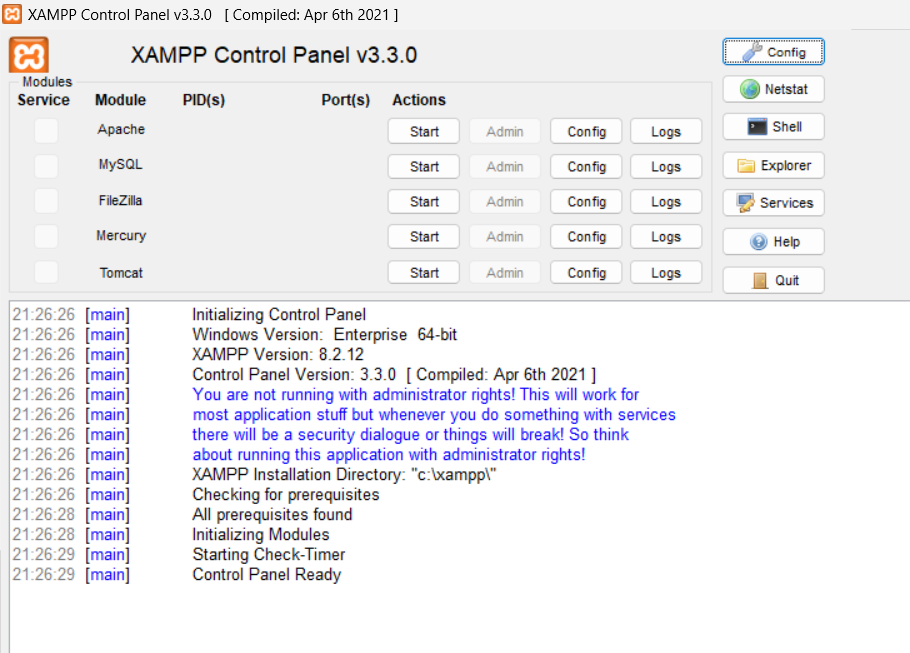 XAMPP Control Panel v3.3.0 [ Compiled: Apr 6th 2021 ]
XAMPP Control Panel v3.3.0
Config
Modules
Service Module PID(s) Port(s) Actions
Netstat
Apache Start Admin Config Logs
Shell
MySQL Start Admin Config Logs
Explorer
FileZilla Start Admin Config Logs
Services
Mercury Start Admin Config Logs
Help
Tomcat Start Admin Config Logs
Quit
21:26:26 [main] Initializing Control Panel
21:26:26 [main] Windows Version: Enterprise 64-bit
21:26:26 [main] XAMPP Version: 8.2.12
21:26:26 [main] Control Panel Version: 3.3.0 [ Compiled: Apr 6th 2021 ]
21:26:26 [main] You are not running with administrator rights! This will work for
21:26:26 [main] most application stuff but whenever you do something with services
21:26:26 [main] there will be a security dialogue or things will break! So think
21:26:26 [main] about running this application with administrator rights!
21:26:26 [main] XAMPP Installation Directory: "c:\xampp\"
21:26:26 [main] Checking for prerequisites
21:26:28 [main] All prerequisites found
21:26:28 [main] Initializing Modules
21:26:29 [main] Starting Check-Timer
21:26:29 [main] Control Panel Ready